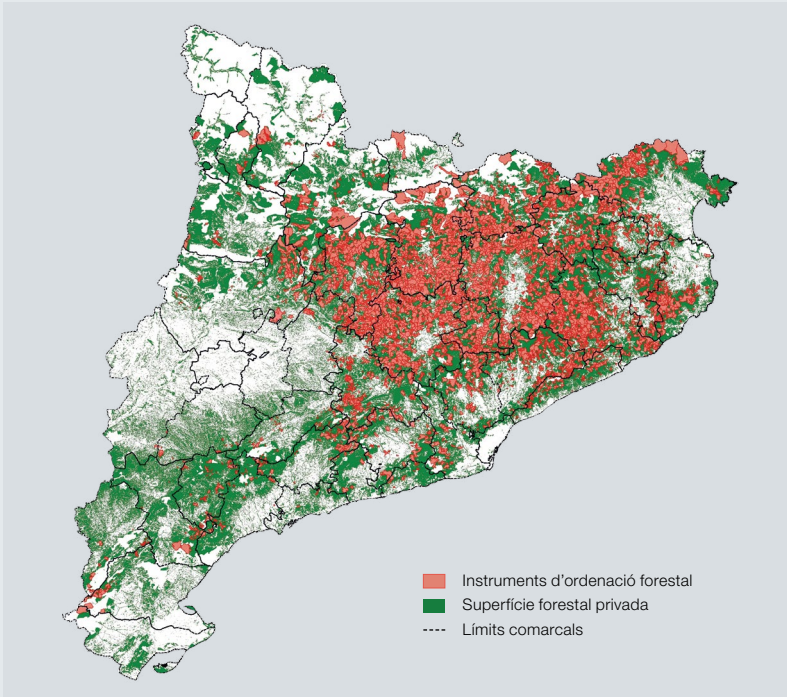 Instruments d'ordenació forestal
Superfície forestal privada
Límits comarcals